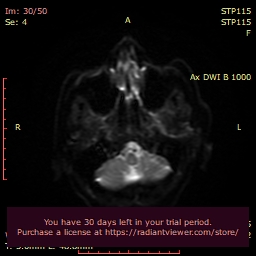 Im: 30/50
Se: 4
A
STP115
STP115
F
Ax DWI B 1000
R
L
You have 30 days left in your trial period.
Purchase a license at https://radiantviewer.com/store/